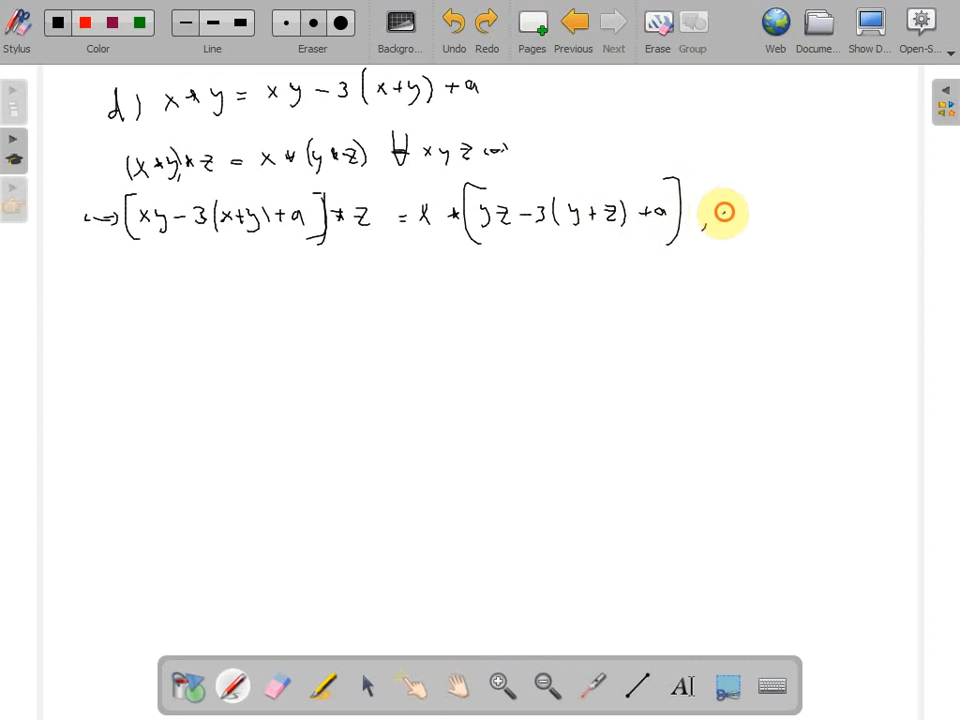 Stylus Color Line Eraser Backgro... Undo Redo Pages Previous Next Erase Group Web Docume... Show D... Open-S...
d) x * y = xy - 3(x+y) + a
(x*y)*z = x*(y*z) ∀ x y z ⇔
⇔ [xy - 3(x+y) + a] * z = x * [yz - 3(y+z) + a] ,